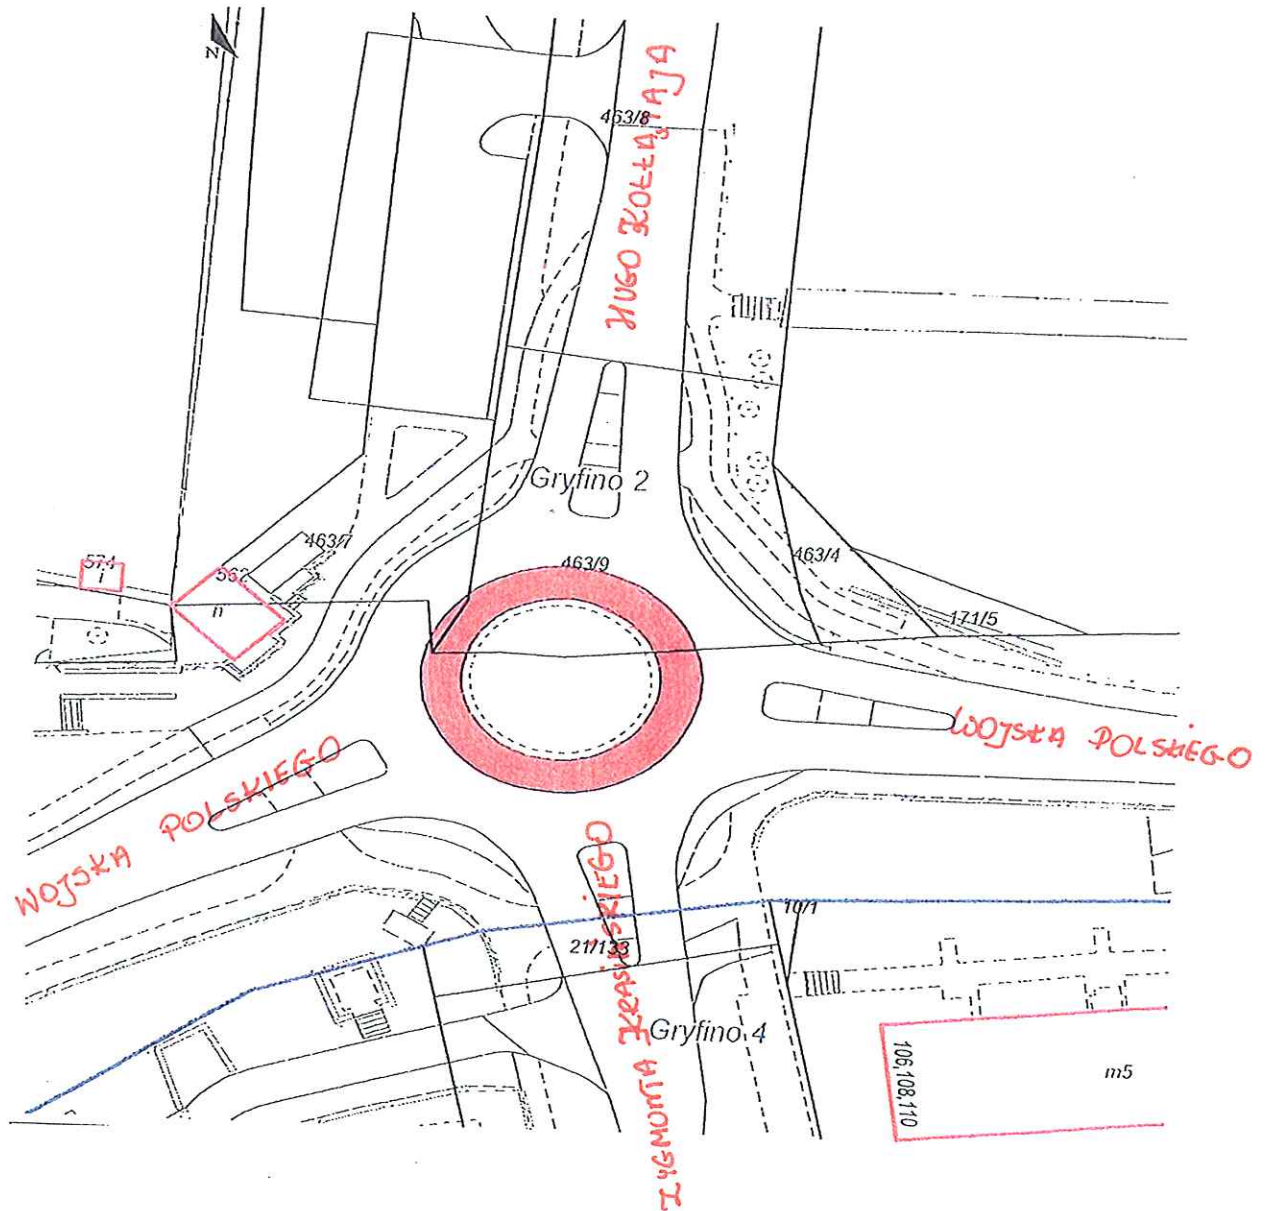 N
463/8
HUGO KOŁŁĄTAJA
Gryfino 2
463/7
463/4
574
i
562
n
463/9
171/5
WOJSKA POLSKIEGO
WOJSKA POLSKIEGO
10/1
21/133
ZYGMUNTA KRASIŃSKIEGO
Gryfino 4
106,108,110
m5